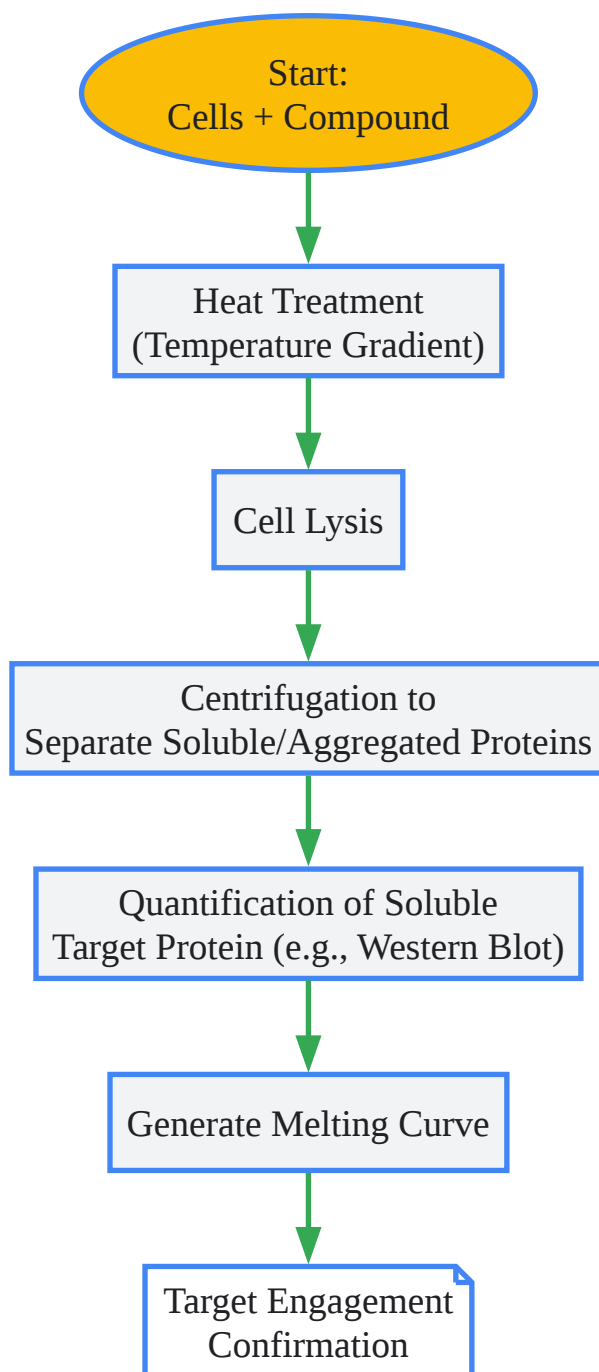 Start:
Cells + Compound
Heat Treatment
(Temperature Gradient)
Cell Lysis
Centrifugation to
Separate Soluble/Aggregated Proteins
Quantification of Soluble
Target Protein (e.g., Western Blot)
Generate Melting Curve
Target Engagement
Confirmation